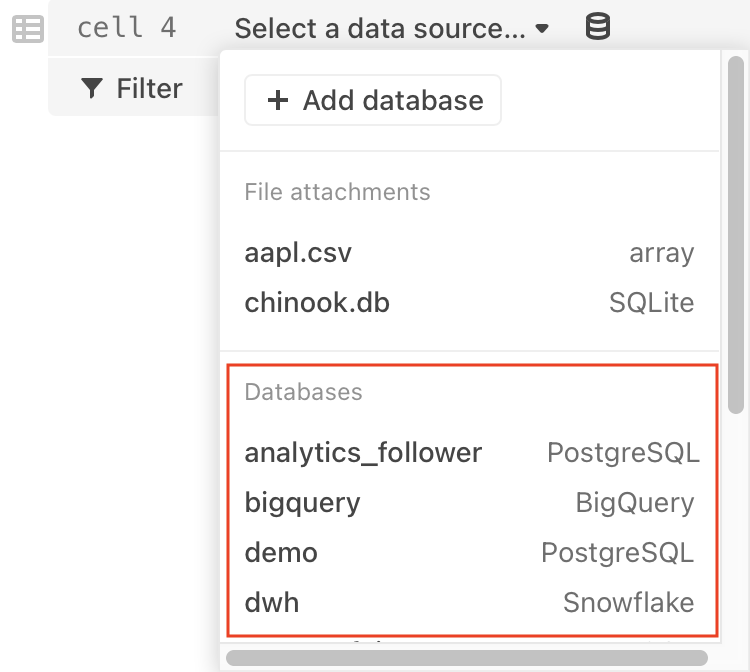 cell 4 Select a data source...
Filter
+ Add database
File attachments
aapl.csv array
chinook.db SQLite
Databases
analytics_follower PostgreSQL
bigquery BigQuery
demo PostgreSQL
dwh Snowflake